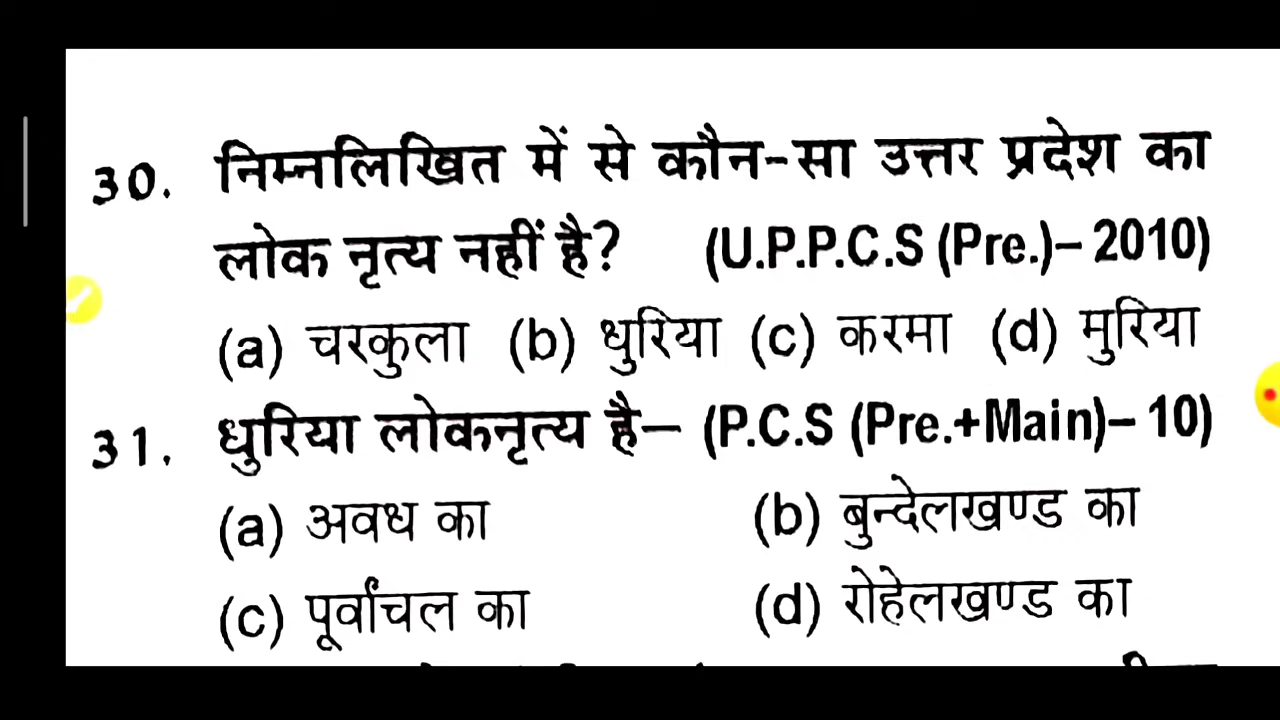 30. निम्नलिखित में से कौन-सा उत्तर प्रदेश का
लोक नृत्य नहीं है? (U.P.P.C.S (Pre.)– 2010)
(a) चरकुला (b) धुरिया (c) करमा (d) मुरिया
31. धुरिया लोकनृत्य है– (P.C.S (Pre.+Main)– 10)
(a) अवध का (b) बुन्देलखण्ड का
(c) पूर्वांचल का (d) रोहेलखण्ड का